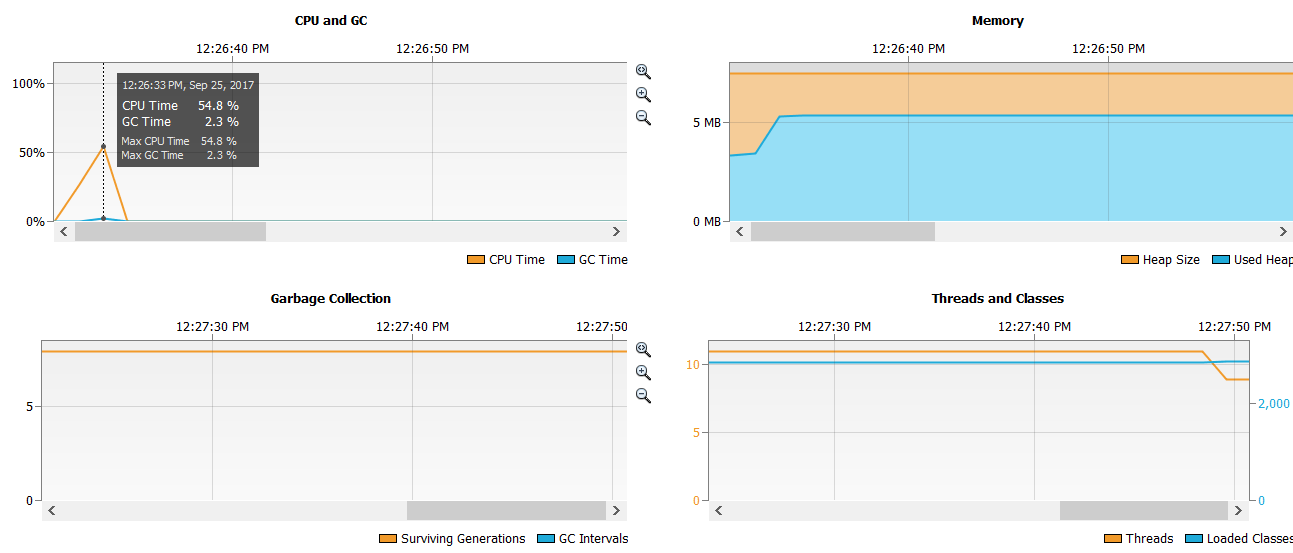 CPU and GC
12:26:40 PM 12:26:50 PM
100%
50%
0%
12:26:33 PM, Sep 25, 2017
CPU Time 54.8 %
GC Time 2.3 %
Max CPU Time 54.8 %
Max GC Time 2.3 %
CPU Time GC Time
Memory
12:26:40 PM 12:26:50 PM
5 MB
0 MB
Heap Size Used Heap
Garbage Collection
12:27:30 PM 12:27:40 PM 12:27:50
5
0
Surviving Generations GC Intervals
Threads and Classes
12:27:30 PM 12:27:40 PM 12:27:50 PM
10
5
0
2,000
0
Threads Loaded Classes